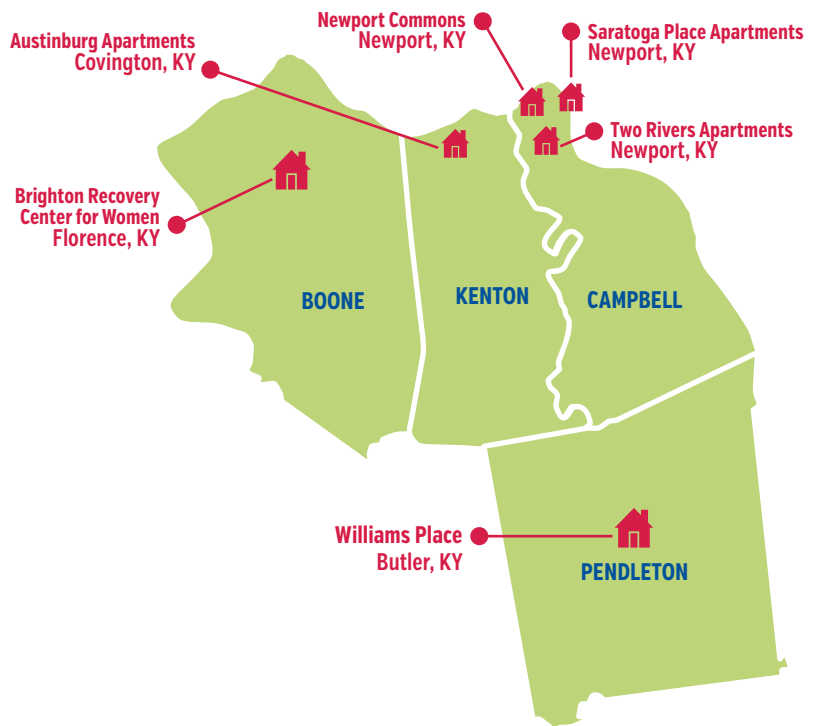 Newport Commons
Newport, KY
Saratoga Place Apartments
Newport, KY
Austinburg Apartments
Covington, KY
Two Rivers Apartments
Newport, KY
Brighton Recovery
Center for Women
Florence, KY
BOONE
KENTON
CAMPBELL
Williams Place
Butler, KY
PENDLETON